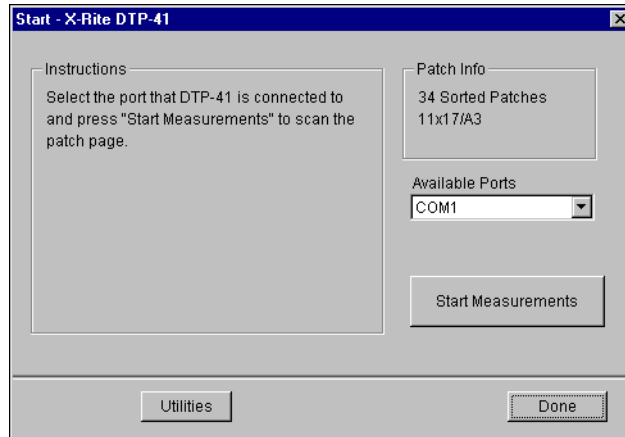 Start - X-Rite DTP-41
Instructions
Select the port that DTP-41 is connected to
and press "Start Measurements" to scan the
patch page.
Patch Info
34 Sorted Patches
11x17/A3
Available Ports
COM1
Start Measurements
Utilities
Done